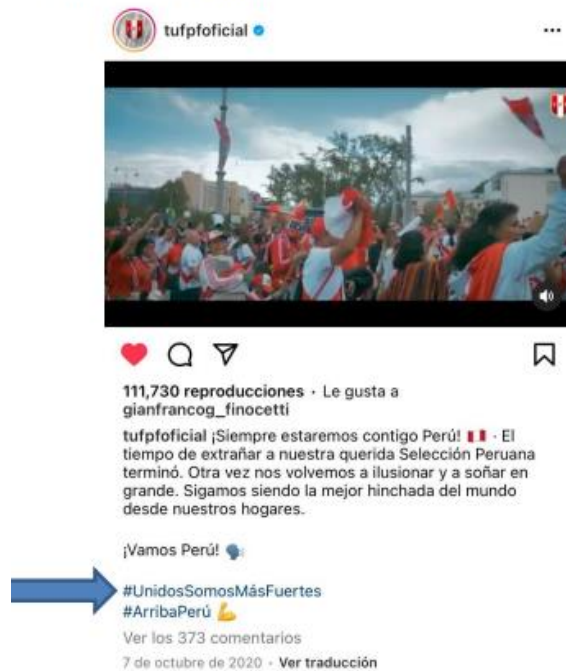 tufpfoficial
111,730 reproducciones · Le gusta a
gianfrancog_finocetti
tufpfoficial ¡Siempre estaremos contigo Perú! 🇵🇪 · El
tiempo de extrañar a nuestra querida Selección Peruana
terminó. Otra vez nos volvemos a ilusionar y a soñar en
grande. Sigamos siendo la mejor hinchada del mundo
desde nuestros hogares.
¡Vamos Perú! 🗣️
#UnidosSomosMásFuertes
#ArribaPerú 💪
Ver los 373 comentarios
7 de octubre de 2020 · Ver traducción